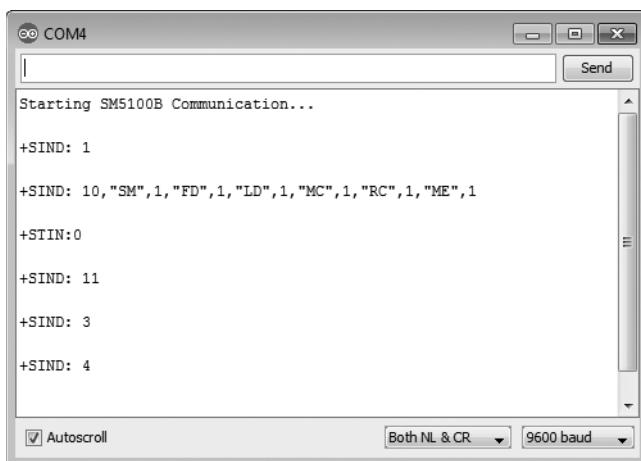 COM4
Send
Starting SM5100B Communication...
+SIND: 1
+SIND: 10,"SM",1,"FD",1,"LD",1,"MC",1,"RC",1,"ME",1
+STIN:0
+SIND: 11
+SIND: 3
+SIND: 4
Autoscroll
Both NL & CR
9600 baud